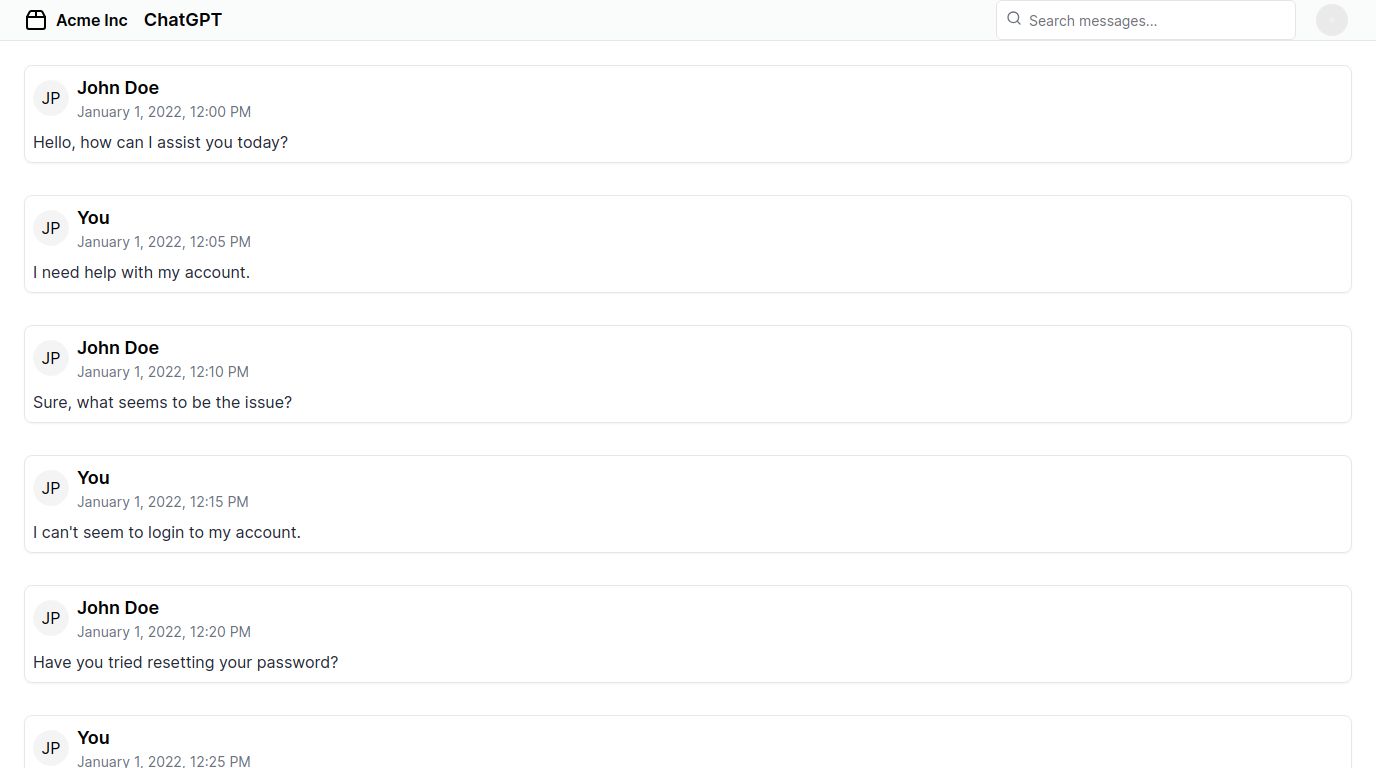 Acme Inc ChatGPT Search messages...
JP John Doe
January 1, 2022, 12:00 PM
Hello, how can I assist you today?
JP You
January 1, 2022, 12:05 PM
I need help with my account.
JP John Doe
January 1, 2022, 12:10 PM
Sure, what seems to be the issue?
JP You
January 1, 2022, 12:15 PM
I can't seem to login to my account.
JP John Doe
January 1, 2022, 12:20 PM
Have you tried resetting your password?
JP You
January 1, 2022, 12:25 PM